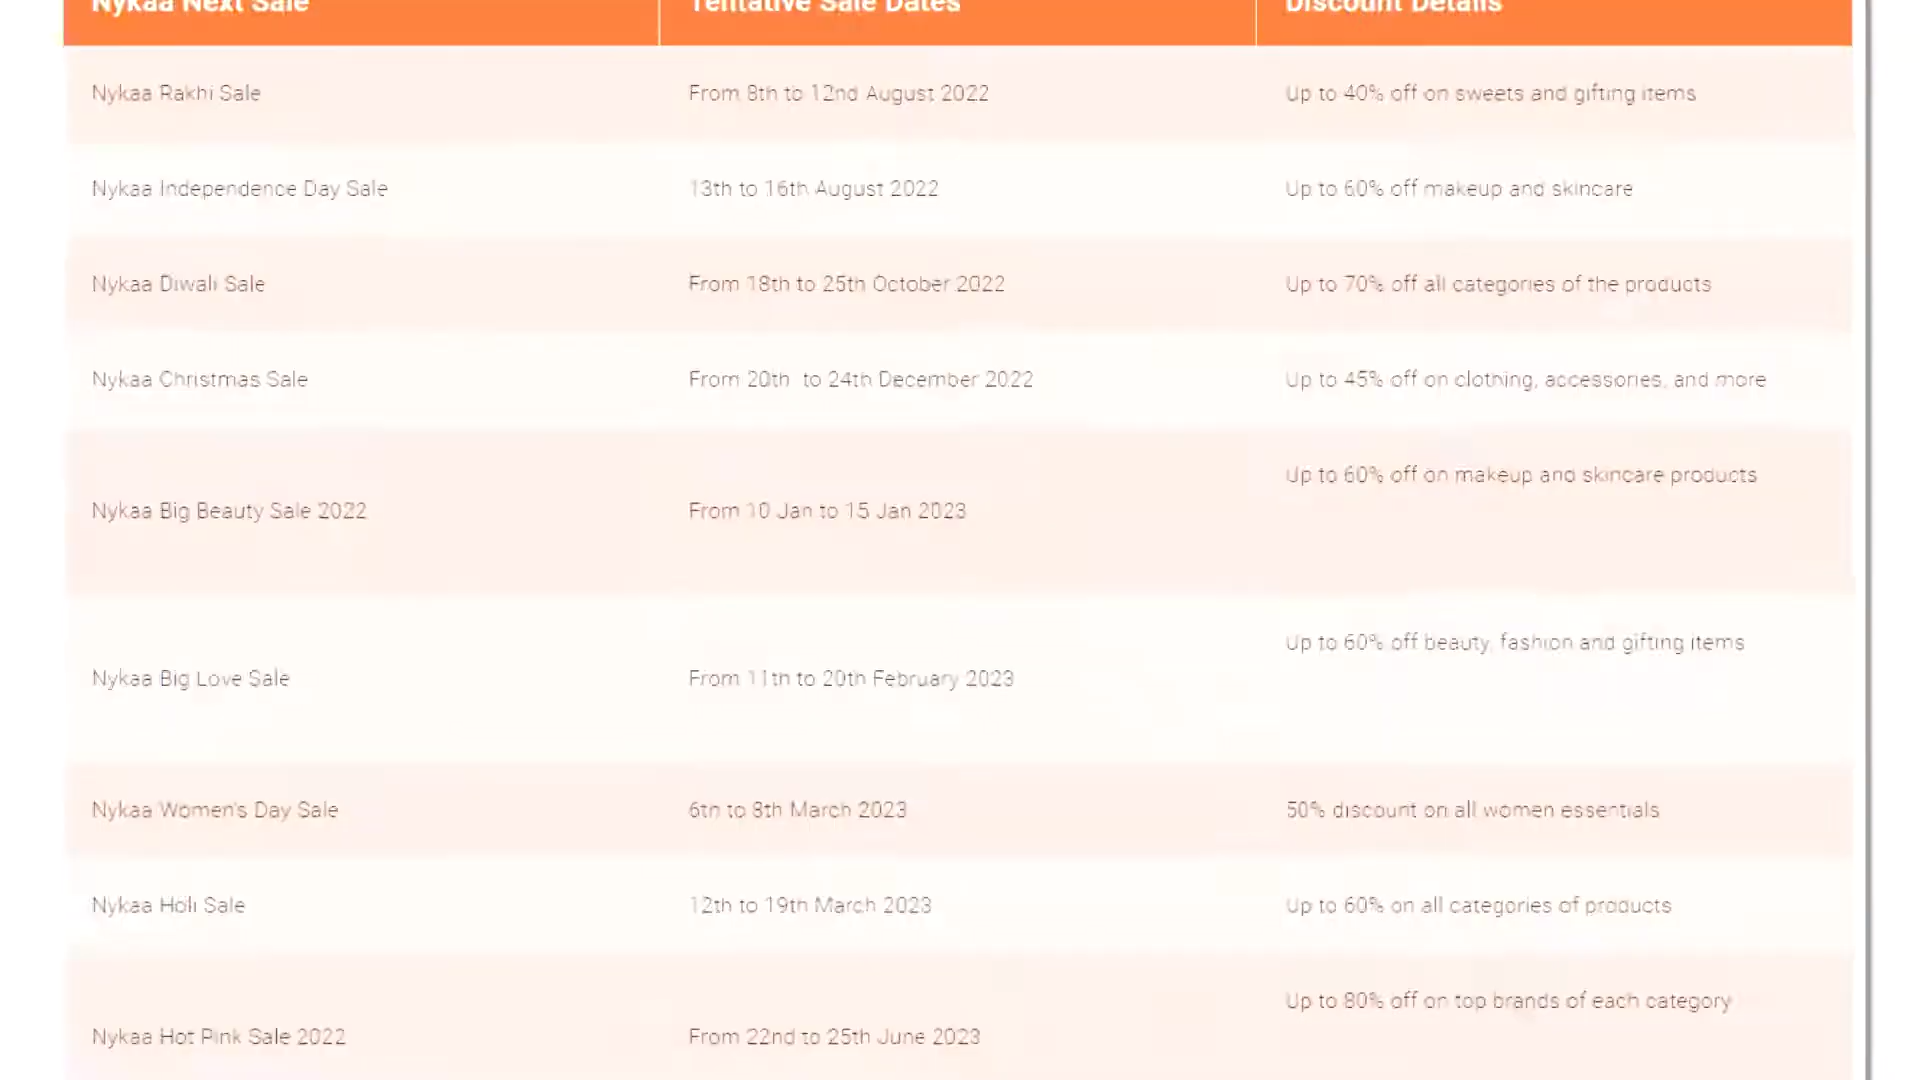 Nykaa Next Sale Tentative Sale Dates Discount Details
Nykaa Rakhi Sale From 8th to 12nd August 2022 Up to 40% off on sweets and gifting items
Nykaa Independence Day Sale 13th to 16th August 2022 Up to 60% off makeup and skincare
Nykaa Diwali Sale From 18th to 25th October 2022 Up to 70% off all categories of the products
Nykaa Christmas Sale From 20th to 24th December 2022 Up to 45% off on clothing, accessories, and more
Nykaa Big Beauty Sale 2022 From 10 Jan to 15 Jan 2023 Up to 60% off on makeup and skincare products
Nykaa Big Love Sale From 11th to 20th February 2023 Up to 60% off beauty, fashion and gifting items
Nykaa Women's Day Sale 6th to 8th March 2023 50% discount on all women essentials
Nykaa Holi Sale 12th to 19th March 2023 Up to 60% on all categories of products
Nykaa Hot Pink Sale 2022 From 22nd to 25th June 2023 Up to 80% off on top brands of each category